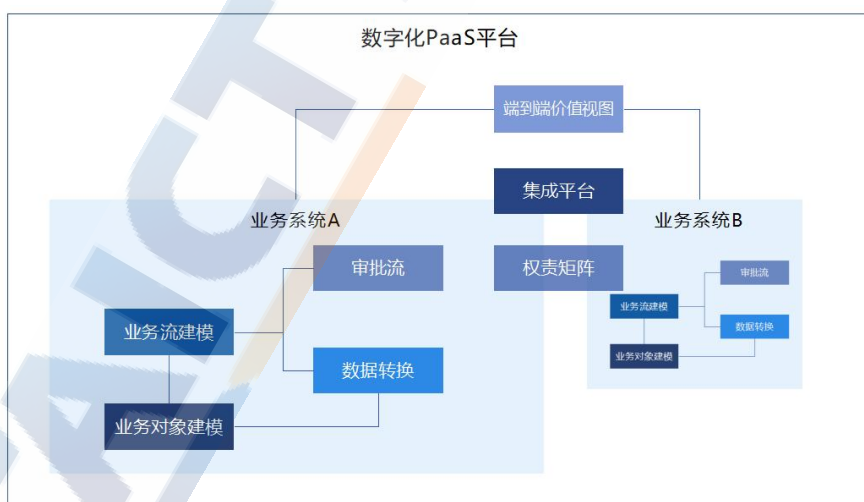 数字化PaaS平台
端到端价值视图
集成平台
业务系统A
业务系统B
审批流
权责矩阵
业务流建模
数据转换
业务对象建模
审批流
业务流建模
数据转换
业务对象建模